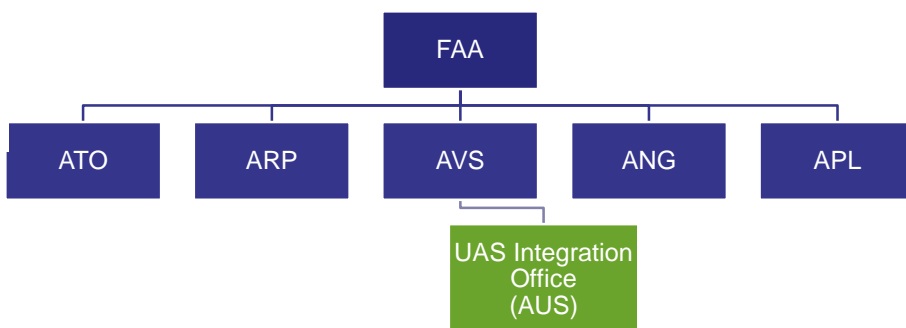 FAA
ATO
ARP
AVS
ANG
APL
UAS Integration
Office
(AUS)